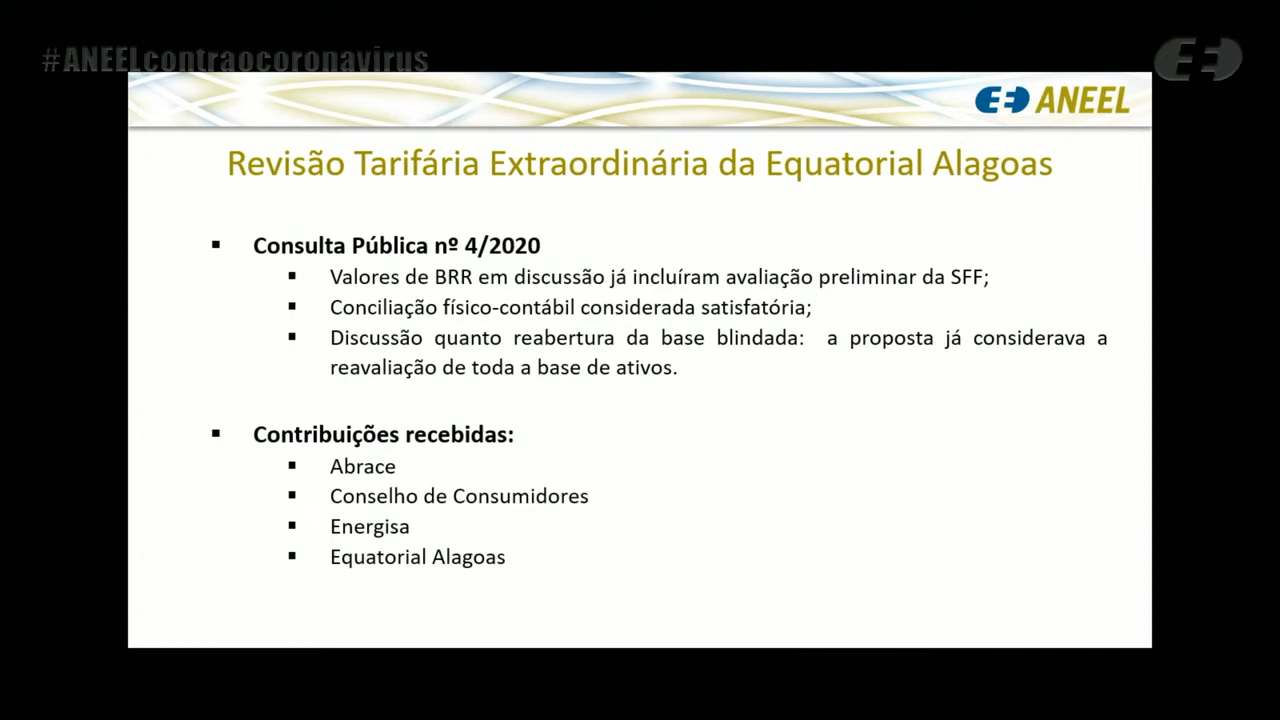 #ANEELcontraocoronavirus
ANEEL
Revisão Tarifária Extraordinária da Equatorial Alagoas
▪ Consulta Pública nº 4/2020
▪ Valores de BRR em discussão já incluíram avaliação preliminar da SFF;
▪ Conciliação físico-contábil considerada satisfatória;
▪ Discussão quanto reabertura da base blindada: a proposta já considerava a
reavaliação de toda a base de ativos.
▪ Contribuições recebidas:
▪ Abrace
▪ Conselho de Consumidores
▪ Energisa
▪ Equatorial Alagoas